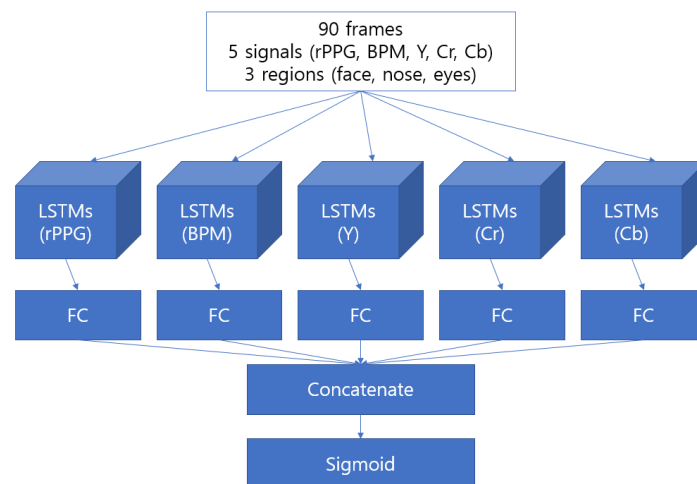 90 frames
5 signals (rPPG, BPM, Y, Cr, Cb)
3 regions (face, nose, eyes)
LSTMs
(rPPG)
LSTMs
(BPM)
LSTMs
(Y)
LSTMs
(Cr)
LSTMs
(Cb)
FC
FC
FC
FC
FC
Concatenate
Sigmoid